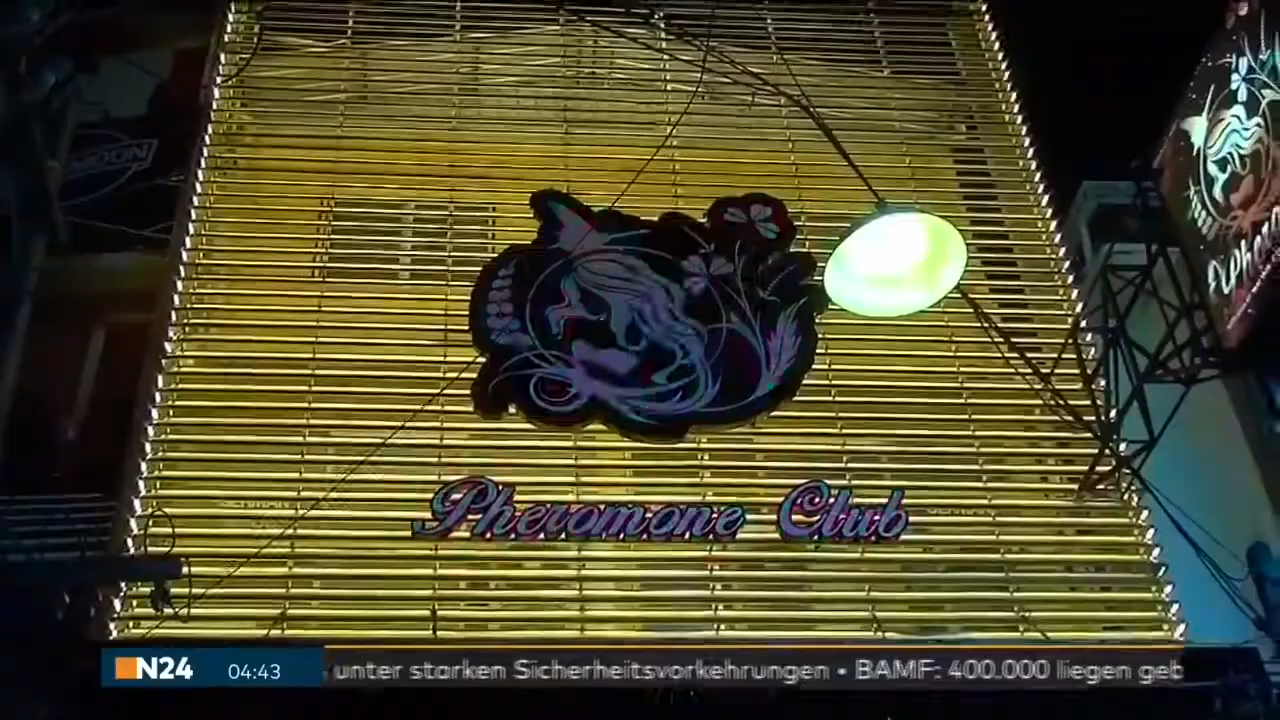 Pheromone Club
N24 04:43 unter starken Sicherheitsvorkehrungen • BAMF: 400.000 liegen geb